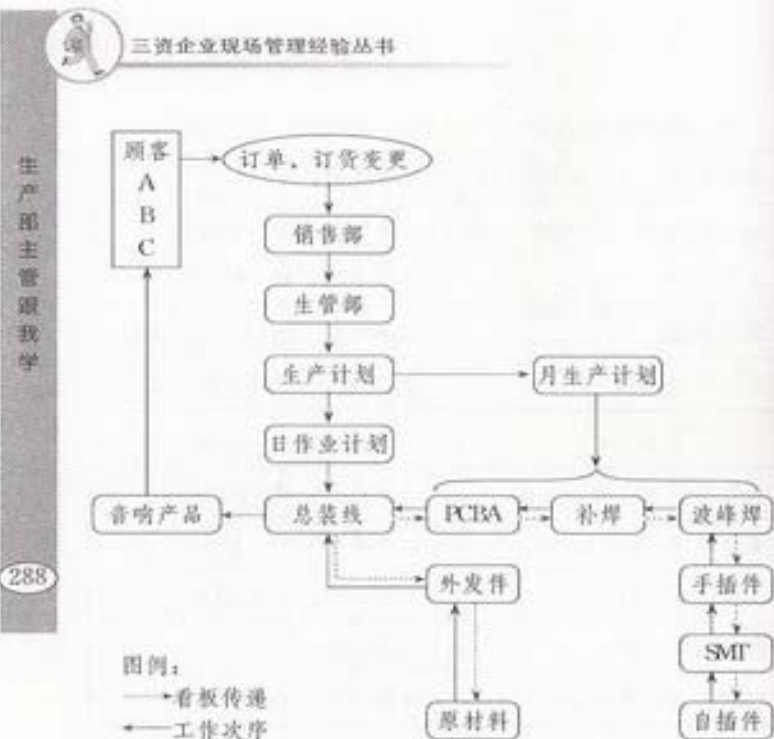 三资企业现场管理经验丛书
生产部主管跟我学
288
顾客
A
B
C
订单、订货变更
销售部
生管部
生产计划
月生产计划
日作业计划
音响产品
总装线
PCBA
补焊
波峰焊
外发件
手插件
SMT
原材料
自插件
图例：
看板传递
工作次序